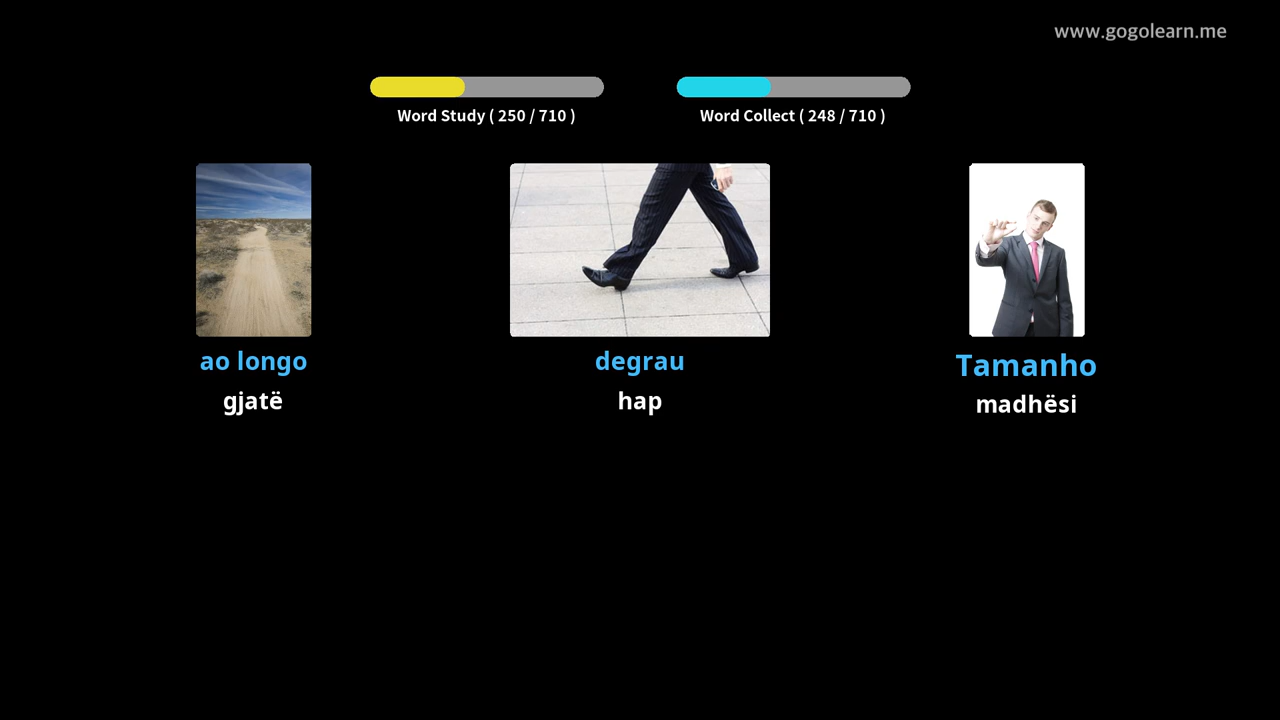 www.gogolearn.me
Word Study ( 250 / 710 )
Word Collect ( 248 / 710 )
ao longo
gjatë
degrau
hap
Tamanho
madhësi